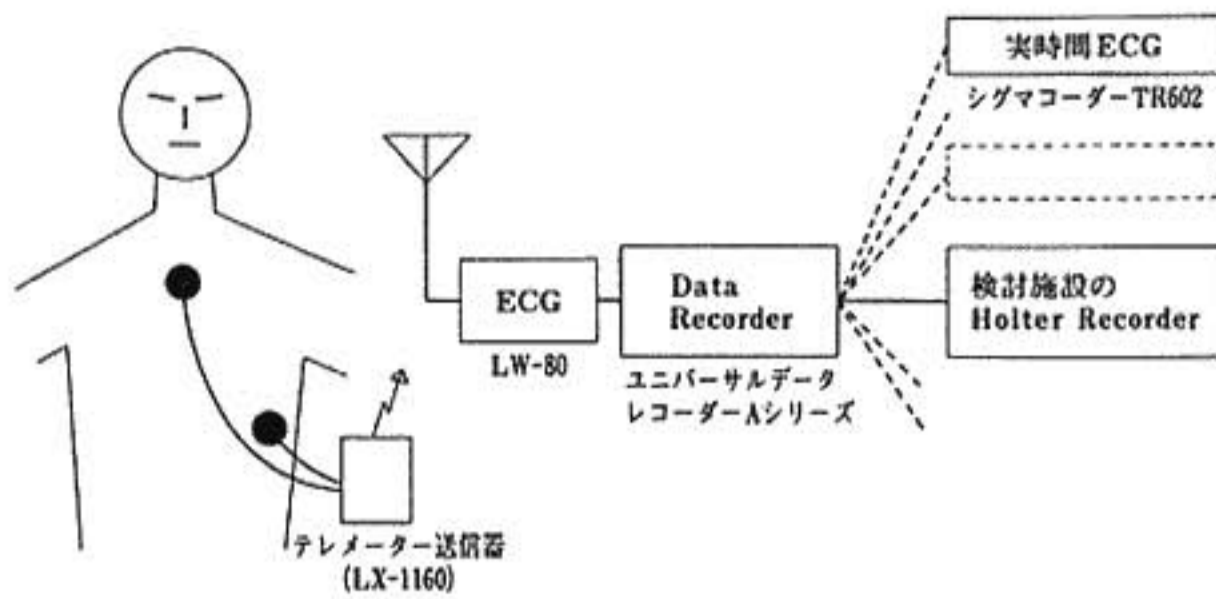 実時間ECG
シグマコーダーTR602
ECG
LW-80
Data
Recorder
ユニバーサルデータ
レコーダーAシリーズ
検討施設の
Holter Recorder
テレメーター送信器
(LX-1160)